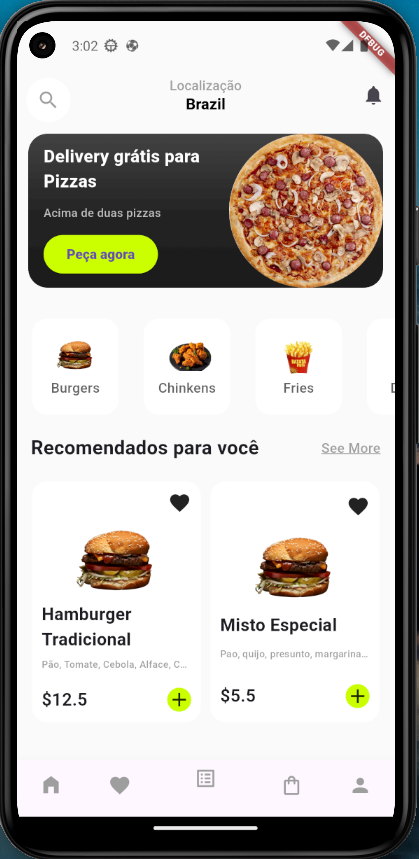 3:02
DEBUG
Localização
Brazil
Delivery grátis para
Pizzas
Acima de duas pizzas
Peça agora
Burgers
Chinkens
Fries
D
Recomendados para você
See More
Hamburger
Tradicional
Pão, Tomate, Cebola, Alface, C...
$12.5
Misto Especial
Pao, quijo, presunto, margarina...
$5.5